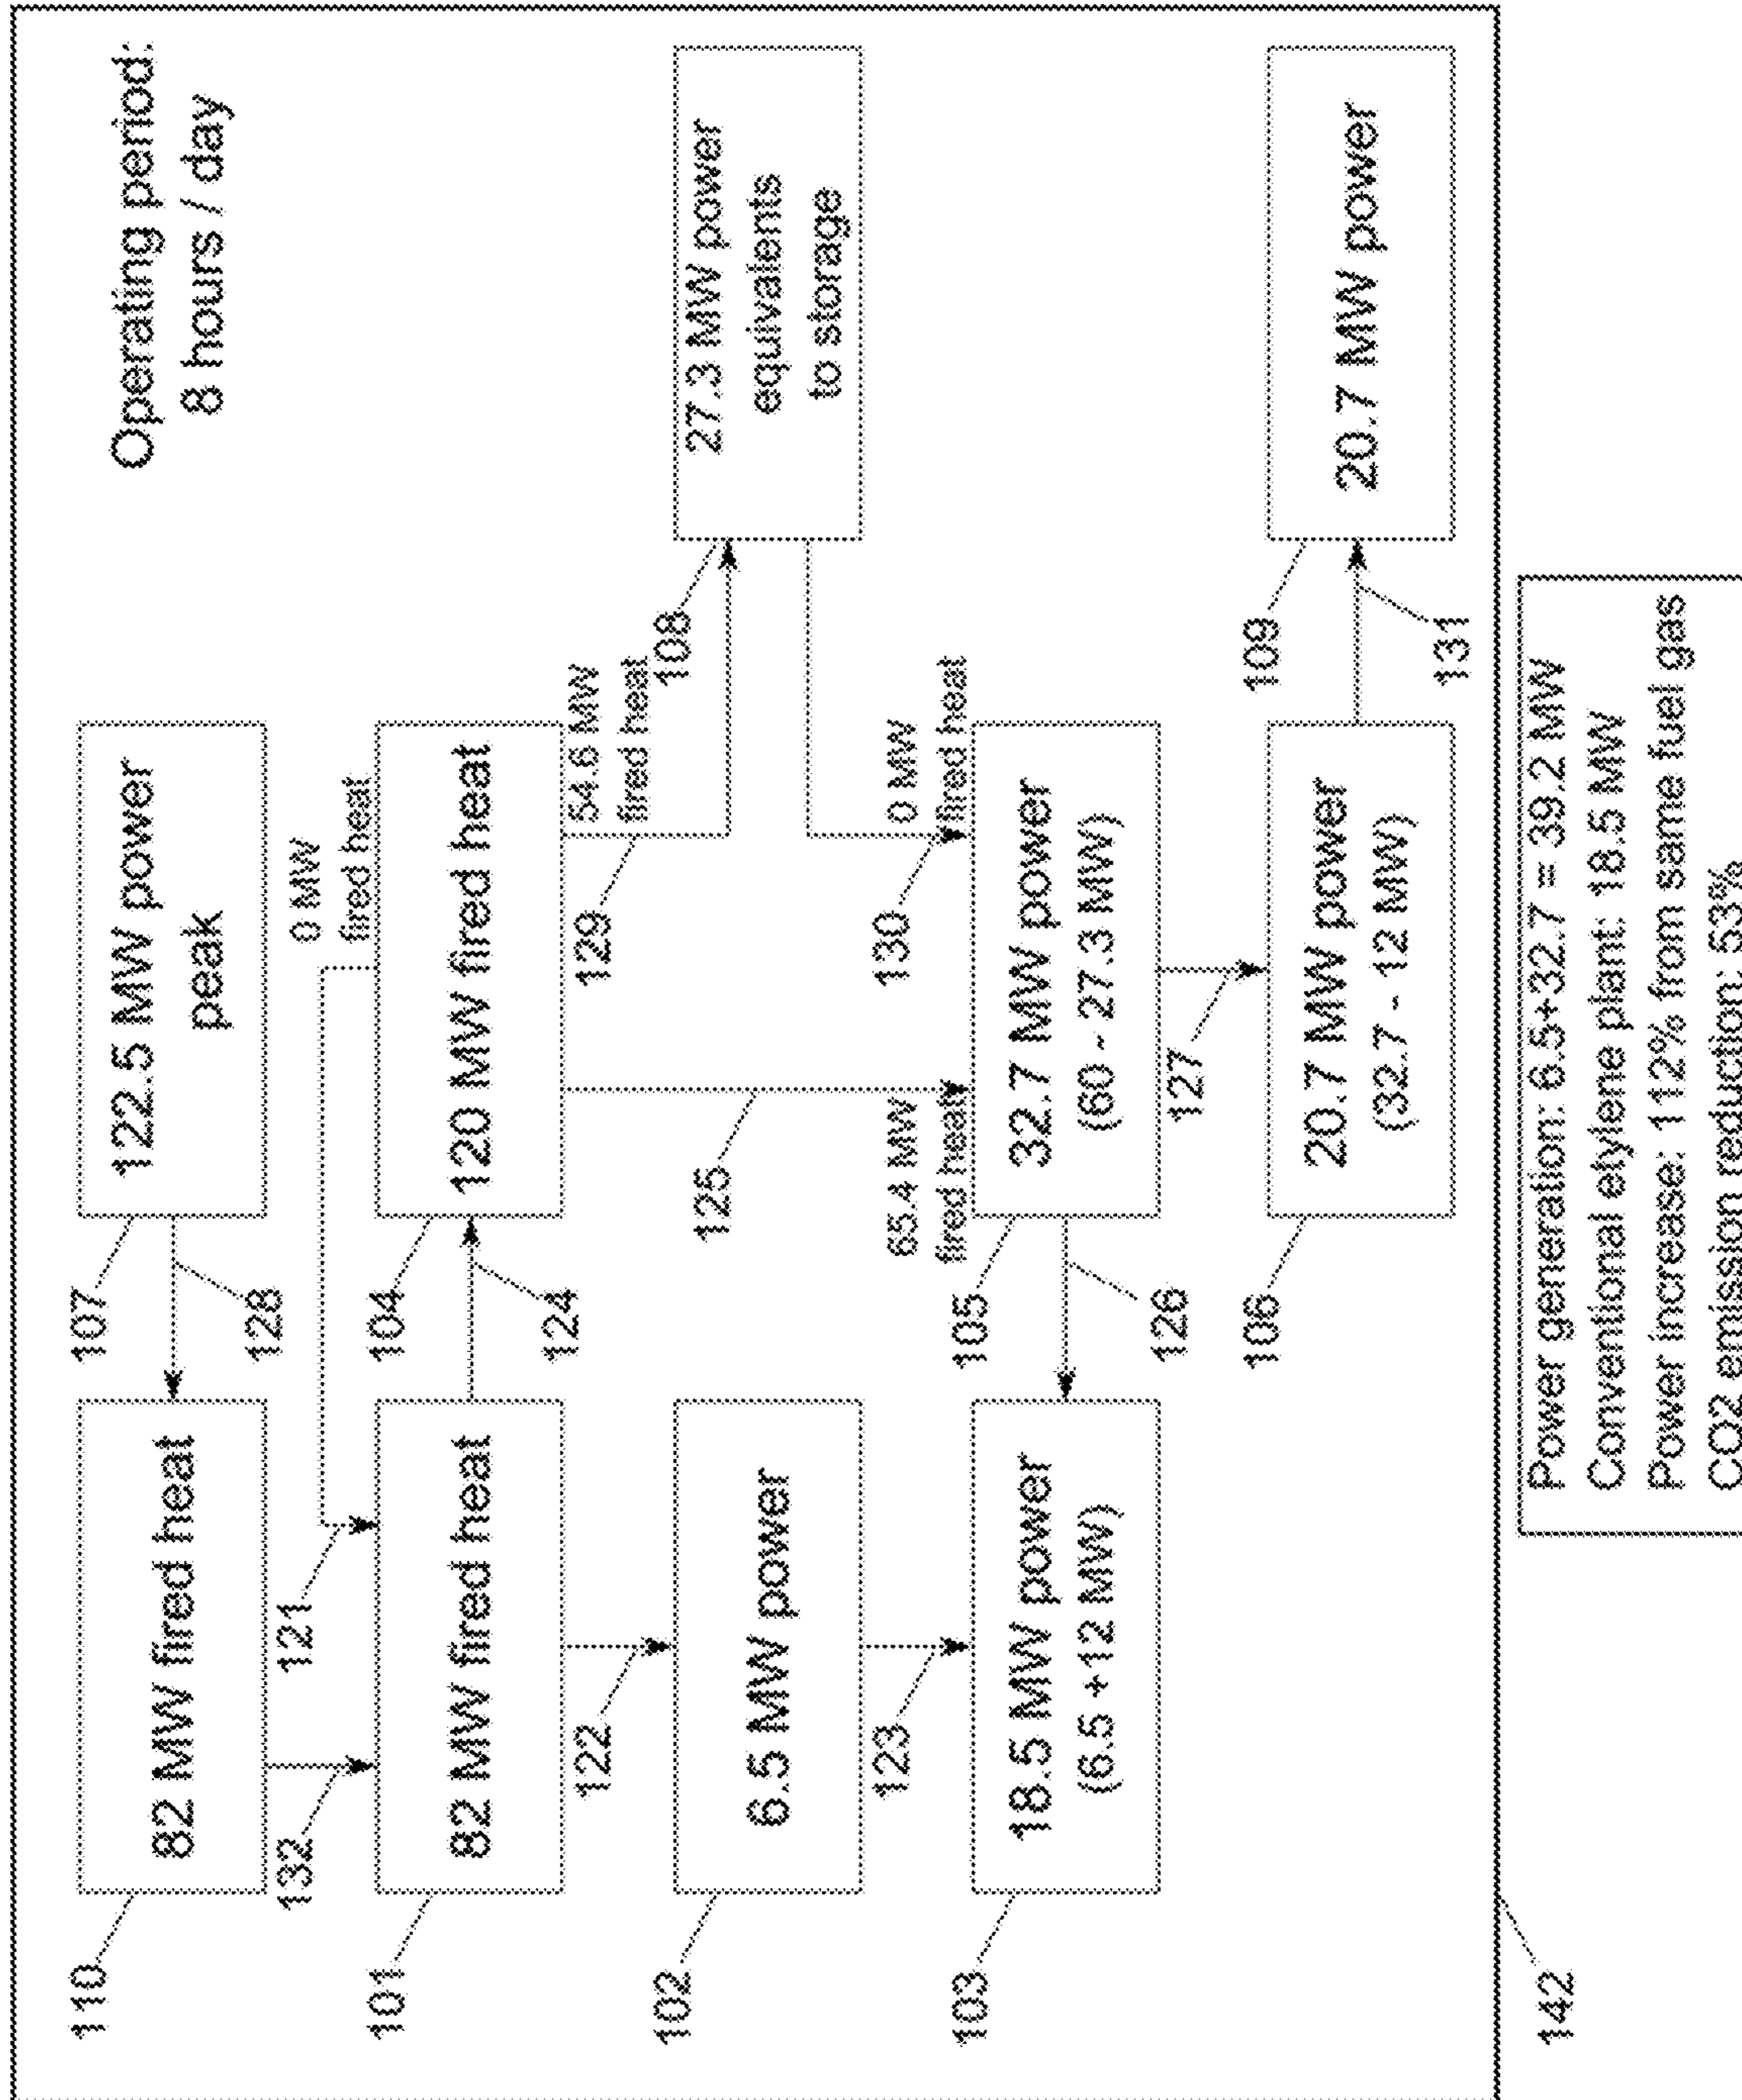 Operating period:
8 hours / day
110
82 MW fired heat
107
122.5 MW power
peak
128
132
121
0 MW
fired heat
101
82 MW fired heat
104
120 MW fired heat
124
122
125
129
54.6 MW
fired heat
108
27.3 MW power
equivalents
to storage
102
6.5 MW power
123
65.4 MW
fired heat
130
0 MW
fired heat
103
18.5 MW power
(6.5 +12 MW)
105
32.7 MW power
(60 - 27.3 MW)
126
127
106
20.7 MW power
(32.7 - 12 MW)
109
20.7 MW power
131
142
Power generation: 6.5+32.7 = 39.2 MW
Conventional etylene plant: 18.5 MW
Power increase: 112% from same fuel gas
CO2 emission reduction: 53%